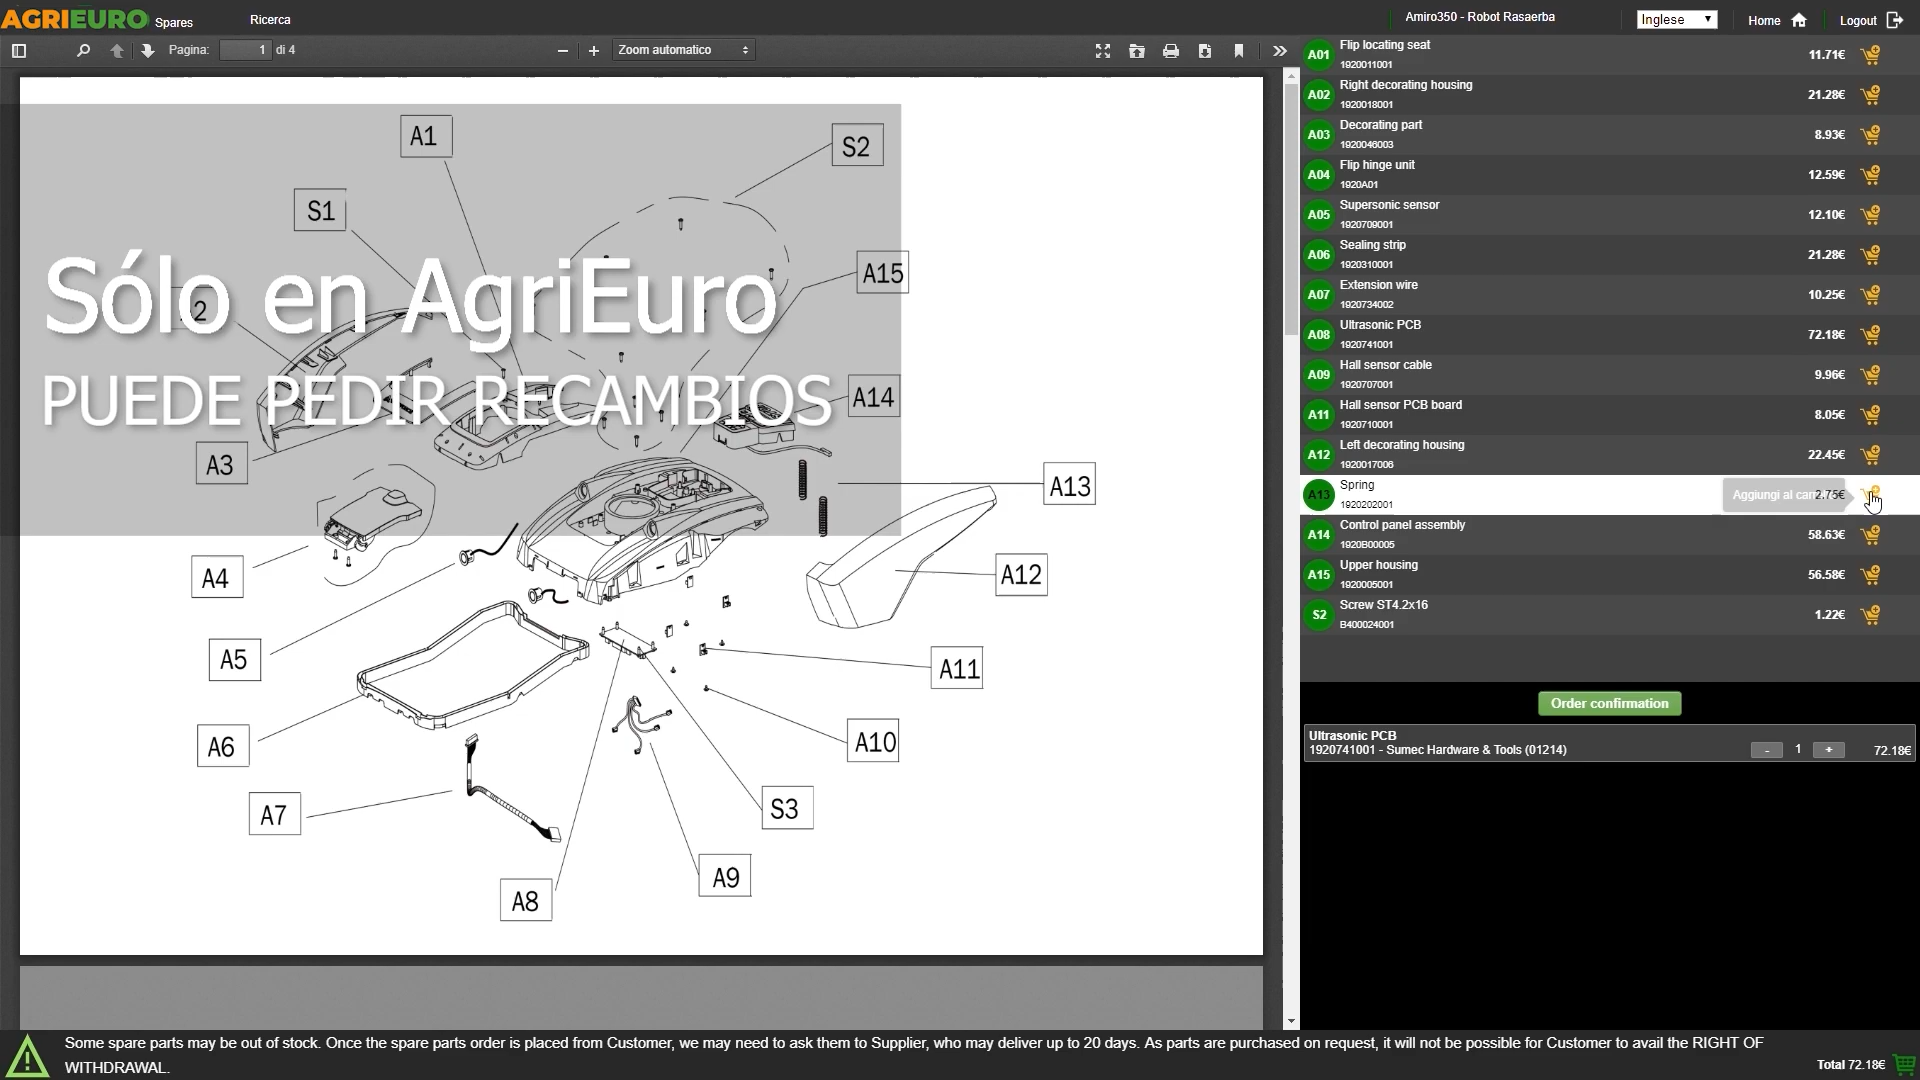 AGRIEURO Spares
Ricerca
Amiro350 - Robot Rasaerba
Inglese
Home
Logout
Pagina: 1 di 4
Zoom automatico
A1
S2
S1
A15
2
Sólo en AgriEuro
PUEDE PEDIR RECAMBIOS
A14
A3
A13
A4
A12
A5
A11
A6
A10
A7
S3
A9
A8
A01 Flip locating seat 11.71€
1920011001
A02 Right decorating housing 21.28€
1920018001
A03 Decorating part 8.93€
1920046003
A04 Flip hinge unit 12.59€
1920A01
A05 Supersonic sensor 12.10€
1920709001
A06 Sealing strip 21.28€
1920310001
A07 Extension wire 10.25€
1920734002
A08 Ultrasonic PCB 72.18€
1920741001
A09 Hall sensor cable 9.96€
1920707001
A11 Hall sensor PCB board 8.05€
1920710001
A12 Left decorating housing 22.45€
1920017006
A13 Spring Aggiungi al 2.75€
1920202001
A14 Control panel assembly 58.63€
1920B00005
A15 Upper housing 56.58€
1920005001
S2 Screw ST4.2x16 1.22€
B400024001
Order confirmation
Ultrasonic PCB
1920741001 - Sumec Hardware & Tools (01214) - 1 + 72.18€
Some spare parts may be out of stock. Once the spare parts order is placed from Customer, we may need to ask them to Supplier, who may deliver up to 20 days. As parts are purchased on request, it will not be possible for Customer to avail the RIGHT OF
WITHDRAWAL.
Total 72.18€